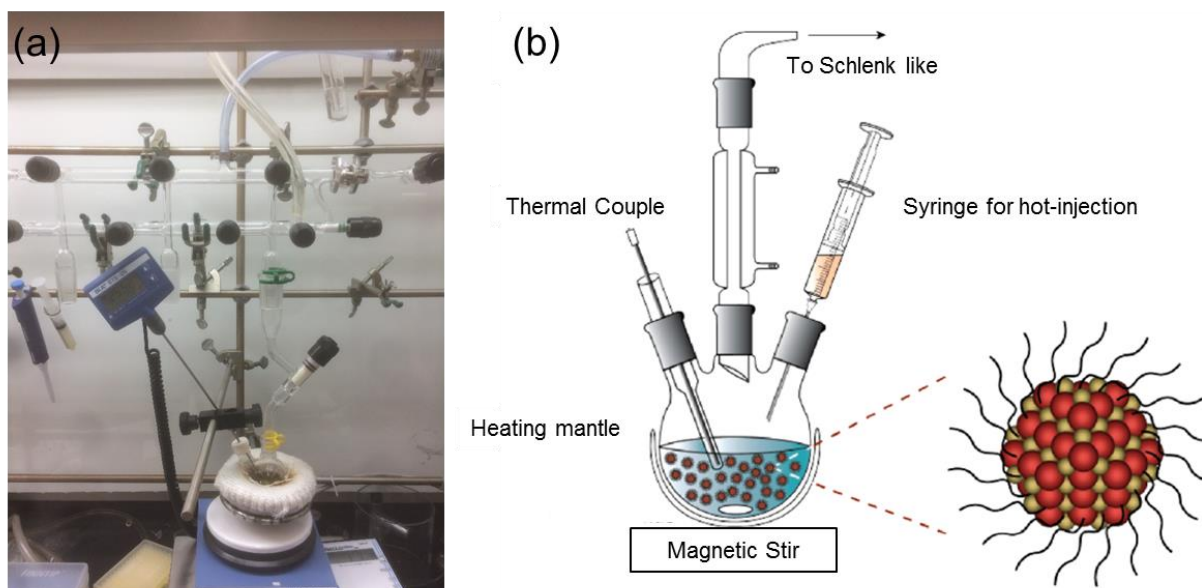 (a)
(b)
To Schlenk like
Thermal Couple
Syringe for hot-injection
Heating mantle
Magnetic Stir